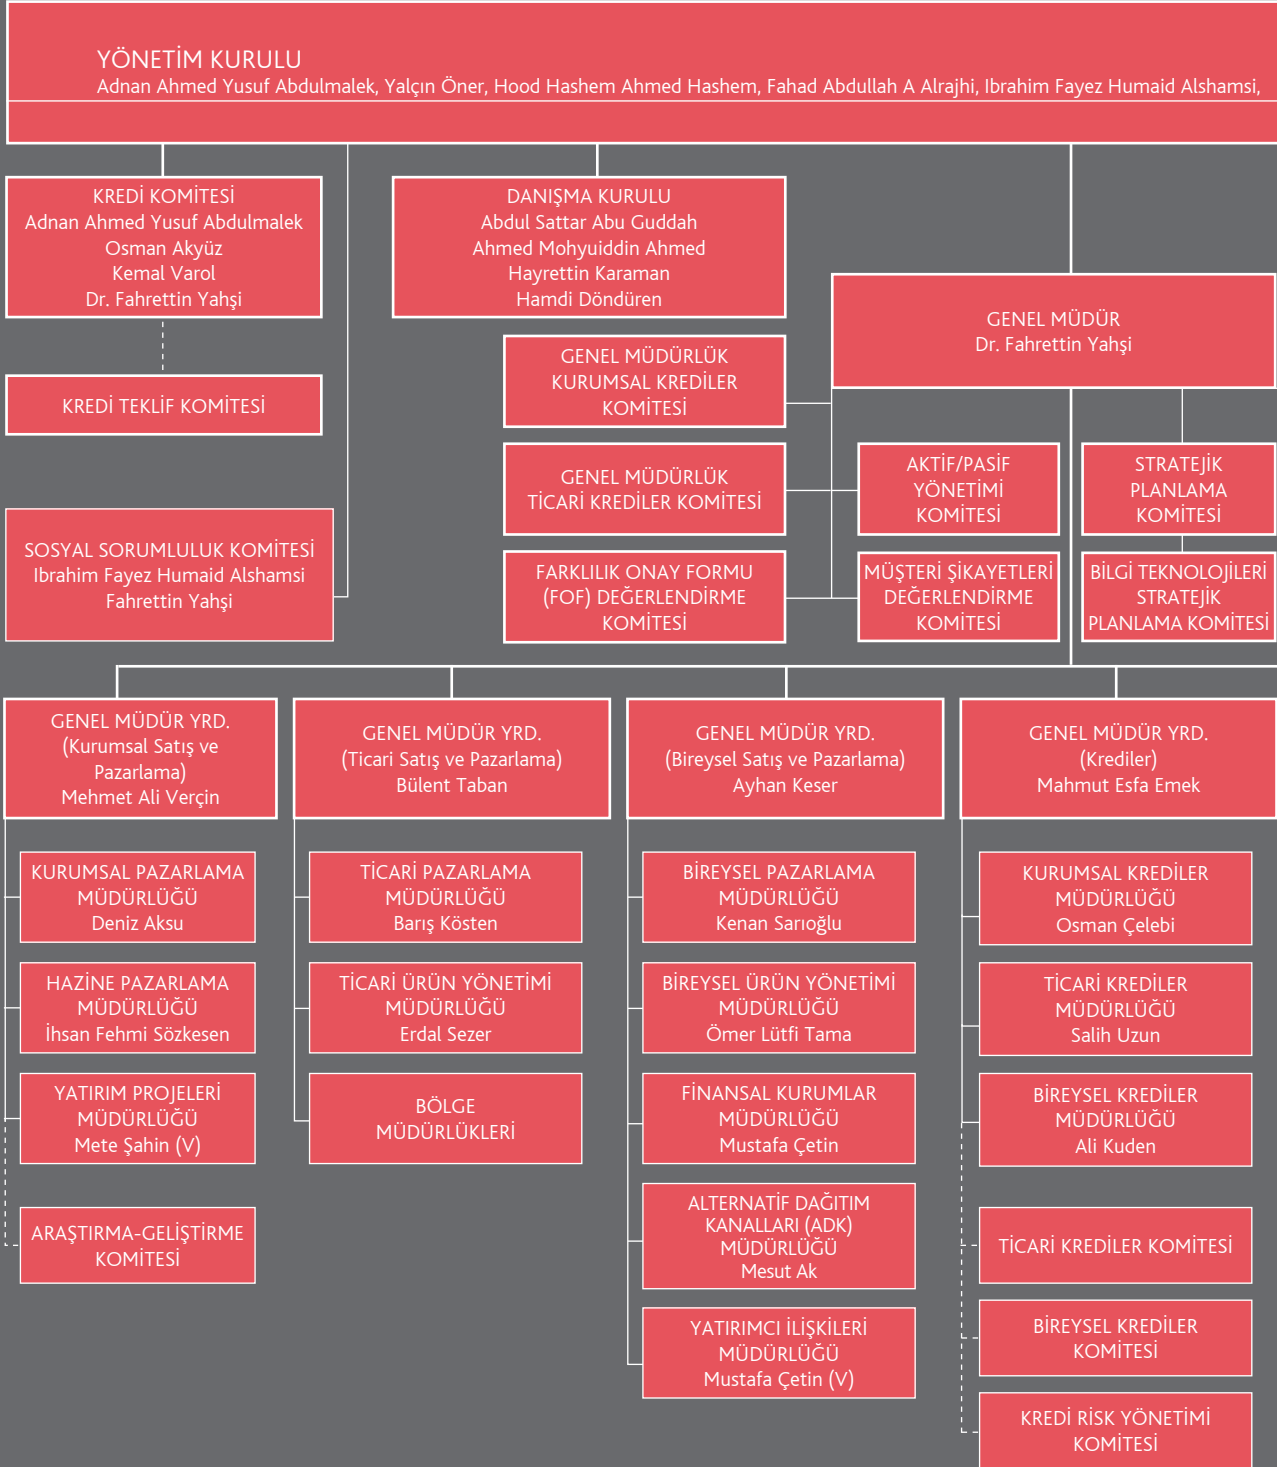 YÖNETİM KURULU
Adnan Ahmed Yusuf Abdulmalek, Yalçın Öner, Hood Hashem Ahmed Hashem, Fahad Abdullah A Alrajhi, Ibrahim Fayez Humaid Alshamsi,
KREDİ KOMİTESİ
Adnan Ahmed Yusuf Abdulmalek
Osman Akyüz
Kemal Varol
Dr. Fahrettin Yahşi
DANIŞMA KURULU
Abdul Sattar Abu Guddah
Ahmed Mohyuiddin Ahmed
Hayrettin Karaman
Hamdi Döndüren
GENEL MÜDÜR
Dr. Fahrettin Yahşi
KREDİ TEKLİF KOMİTESİ
GENEL MÜDÜRLÜK
KURUMSAL KREDİLER
KOMİTESİ
GENEL MÜDÜRLÜK
TİCARİ KREDİLER KOMİTESİ
AKTİF/PASİF
YÖNETİMİ
KOMİTESİ
STRATEJİK
PLANLAMA
KOMİTESİ
SOSYAL SORUMLULUK KOMİTESİ
Ibrahim Fayez Humaid Alshamsi
Fahrettin Yahşi
FARKLILIK ONAY FORMU
(FOF) DEĞERLENDİRME
KOMİTESİ
MÜŞTERİ ŞİKAYETLERİ
DEĞERLENDİRME
KOMİTESİ
BİLGİ TEKNOLOJİLERİ
STRATEJİK
PLANLAMA KOMİTESİ
GENEL MÜDÜR YRD.
(Kurumsal Satış ve
Pazarlama)
Mehmet Ali Verçin
GENEL MÜDÜR YRD.
(Ticari Satış ve Pazarlama)
Bülent Taban
GENEL MÜDÜR YRD.
(Bireysel Satış ve Pazarlama)
Ayhan Keser
GENEL MÜDÜR YRD.
(Krediler)
Mahmut Esfa Emek
KURUMSAL PAZARLAMA
MÜDÜRLÜĞÜ
Deniz Aksu
TİCARİ PAZARLAMA
MÜDÜRLÜĞÜ
Barış Kösten
BİREYSEL PAZARLAMA
MÜDÜRLÜĞÜ
Kenan Sarıoğlu
KURUMSAL KREDİLER
MÜDÜRLÜĞÜ
Osman Çelebi
HAZİNE PAZARLAMA
MÜDÜRLÜĞÜ
İhsan Fehmi Sözkesen
TİCARİ ÜRÜN YÖNETİMİ
MÜDÜRLÜĞÜ
Erdal Sezer
BİREYSEL ÜRÜN YÖNETİMİ
MÜDÜRLÜĞÜ
Ömer Lütfi Tama
TİCARİ KREDİLER
MÜDÜRLÜĞÜ
Salih Uzun
YATIRIM PROJELERİ
MÜDÜRLÜĞÜ
Mete Şahin (V)
BÖLGE
MÜDÜRLÜKLERİ
FİNANSAL KURUMLAR
MÜDÜRLÜĞÜ
Mustafa Çetin
BİREYSEL KREDİLER
MÜDÜRLÜĞÜ
Ali Kuden
ARAŞTIRMA-GELİŞTİRME
KOMİTESİ
ALTERNATİF DAĞITIM
KANALLARI (ADK)
MÜDÜRLÜĞÜ
Mesut Ak
TİCARİ KREDİLER KOMİTESİ
YATIRIMCI İLİŞKİLERİ
MÜDÜRLÜĞÜ
Mustafa Çetin (V)
BİREYSEL KREDİLER
KOMİTESİ
KREDİ RİSK YÖNETİMİ
KOMİTESİ